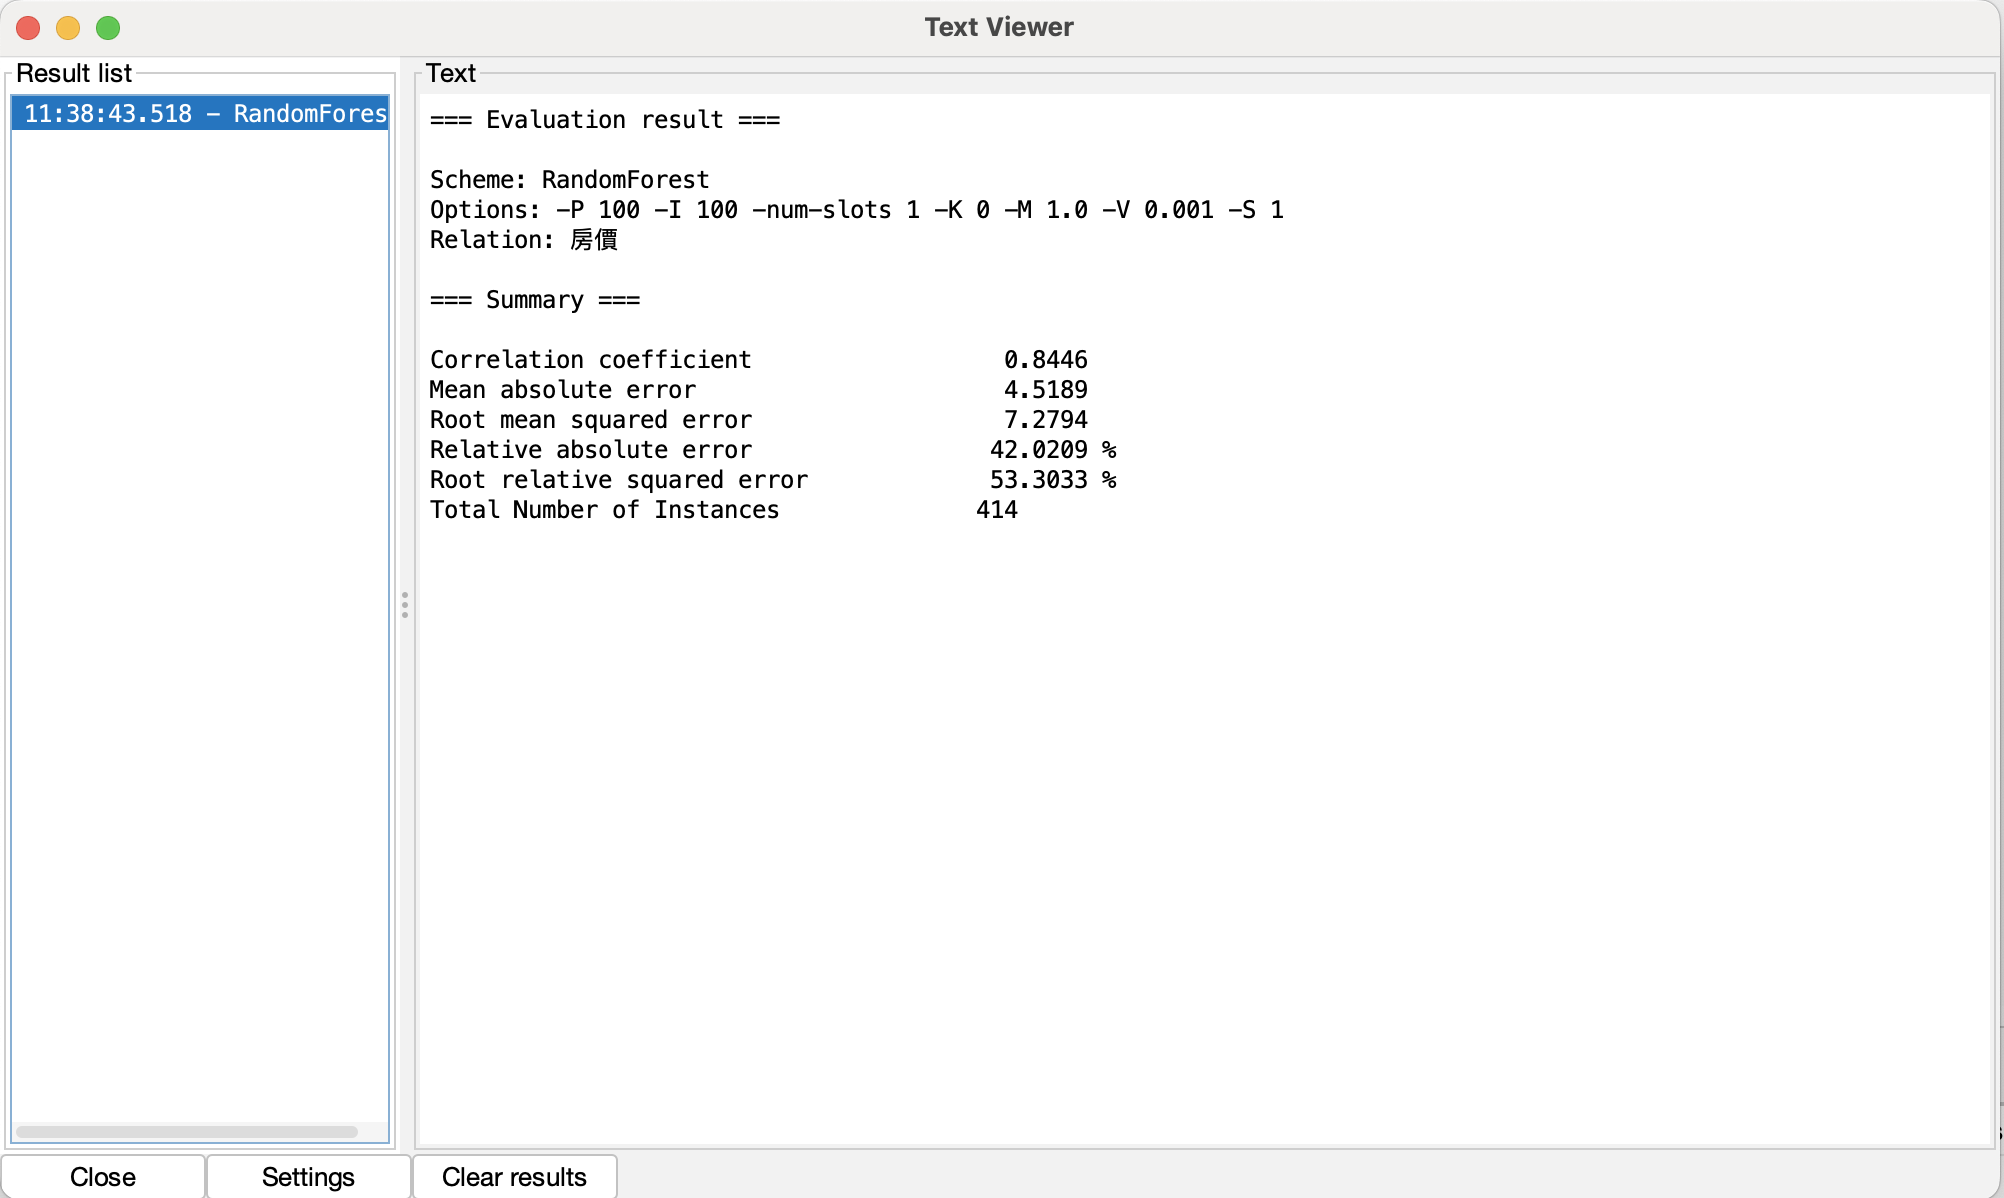 Text Viewer
Result list
11:38:43.518 - RandomFores
Text
=== Evaluation result ===
Scheme: RandomForest
Options: -P 100 -I 100 -num-slots 1 -K 0 -M 1.0 -V 0.001 -S 1
Relation: 房價
=== Summary ===
Correlation coefficient 0.8446
Mean absolute error 4.5189
Root mean squared error 7.2794
Relative absolute error 42.0209 %
Root relative squared error 53.3033 %
Total Number of Instances 414
Close Settings Clear results